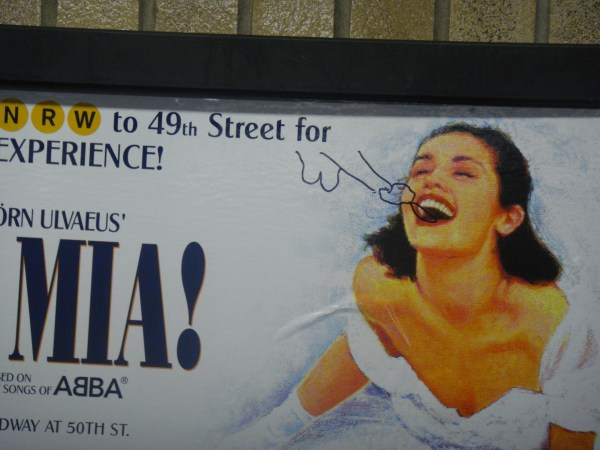 N R W to 49th Street for
EXPERIENCE!
ÖRN ULVAEUS'
MIA!
ED ON
SONGS OF ABBA®
DWAY AT 50TH ST.